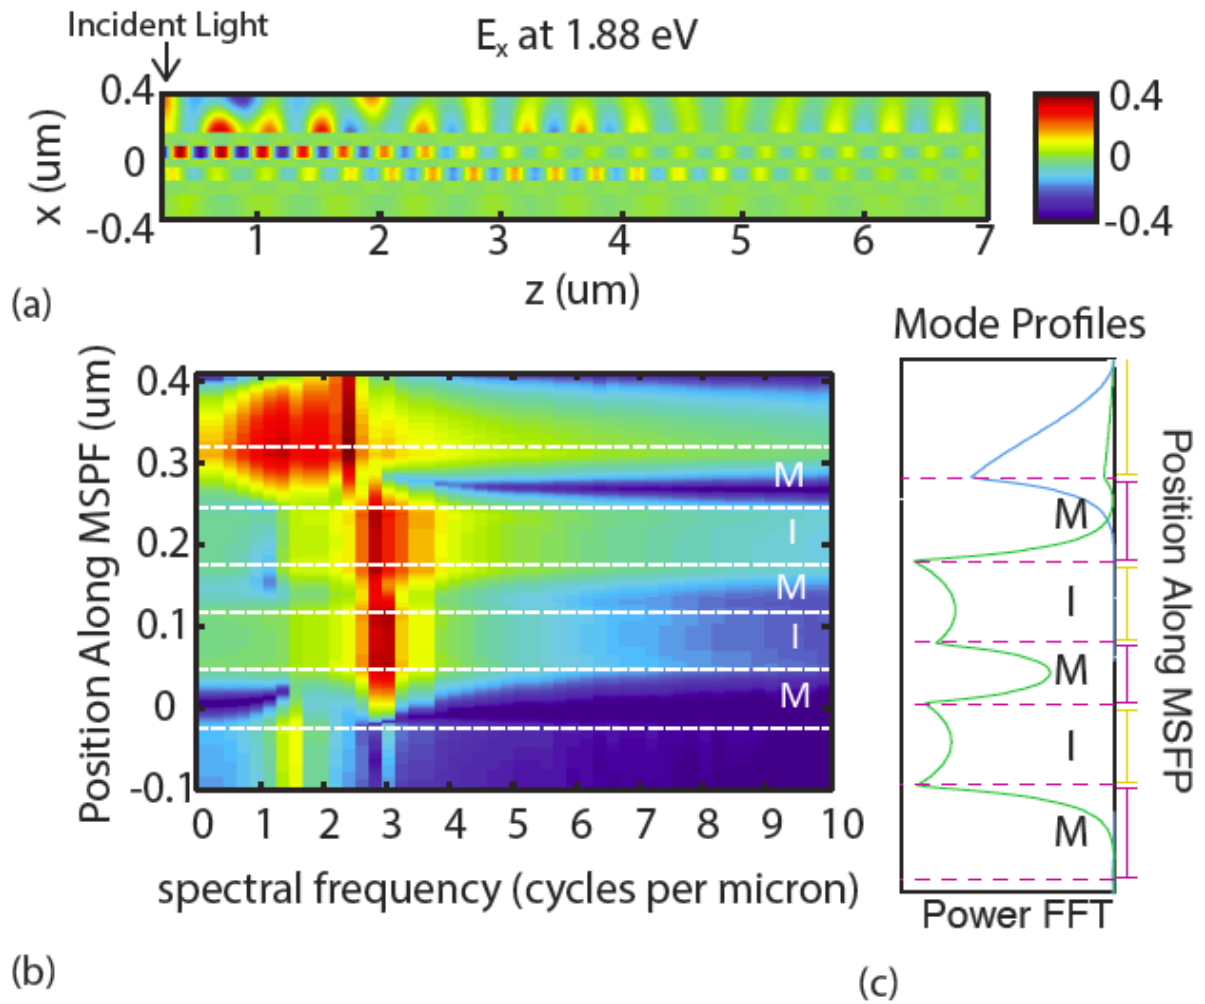 Incident Light
Ex at 1.88 eV
0.4
0
-0.4
x (um)
1 2 3 4 5 6 7
z (um)
0.4
0
-0.4
(a)
Position Along MSPF (um)
0.4
0.3
0.2
0.1
0
-0.1
M
I
M
I
M
0 1 2 3 4 5 6 7 8 9 10
spectral frequency (cycles per micron)
(b)
Mode Profiles
M
I
M
I
M
Position Along MSFP
Power FFT
(c)